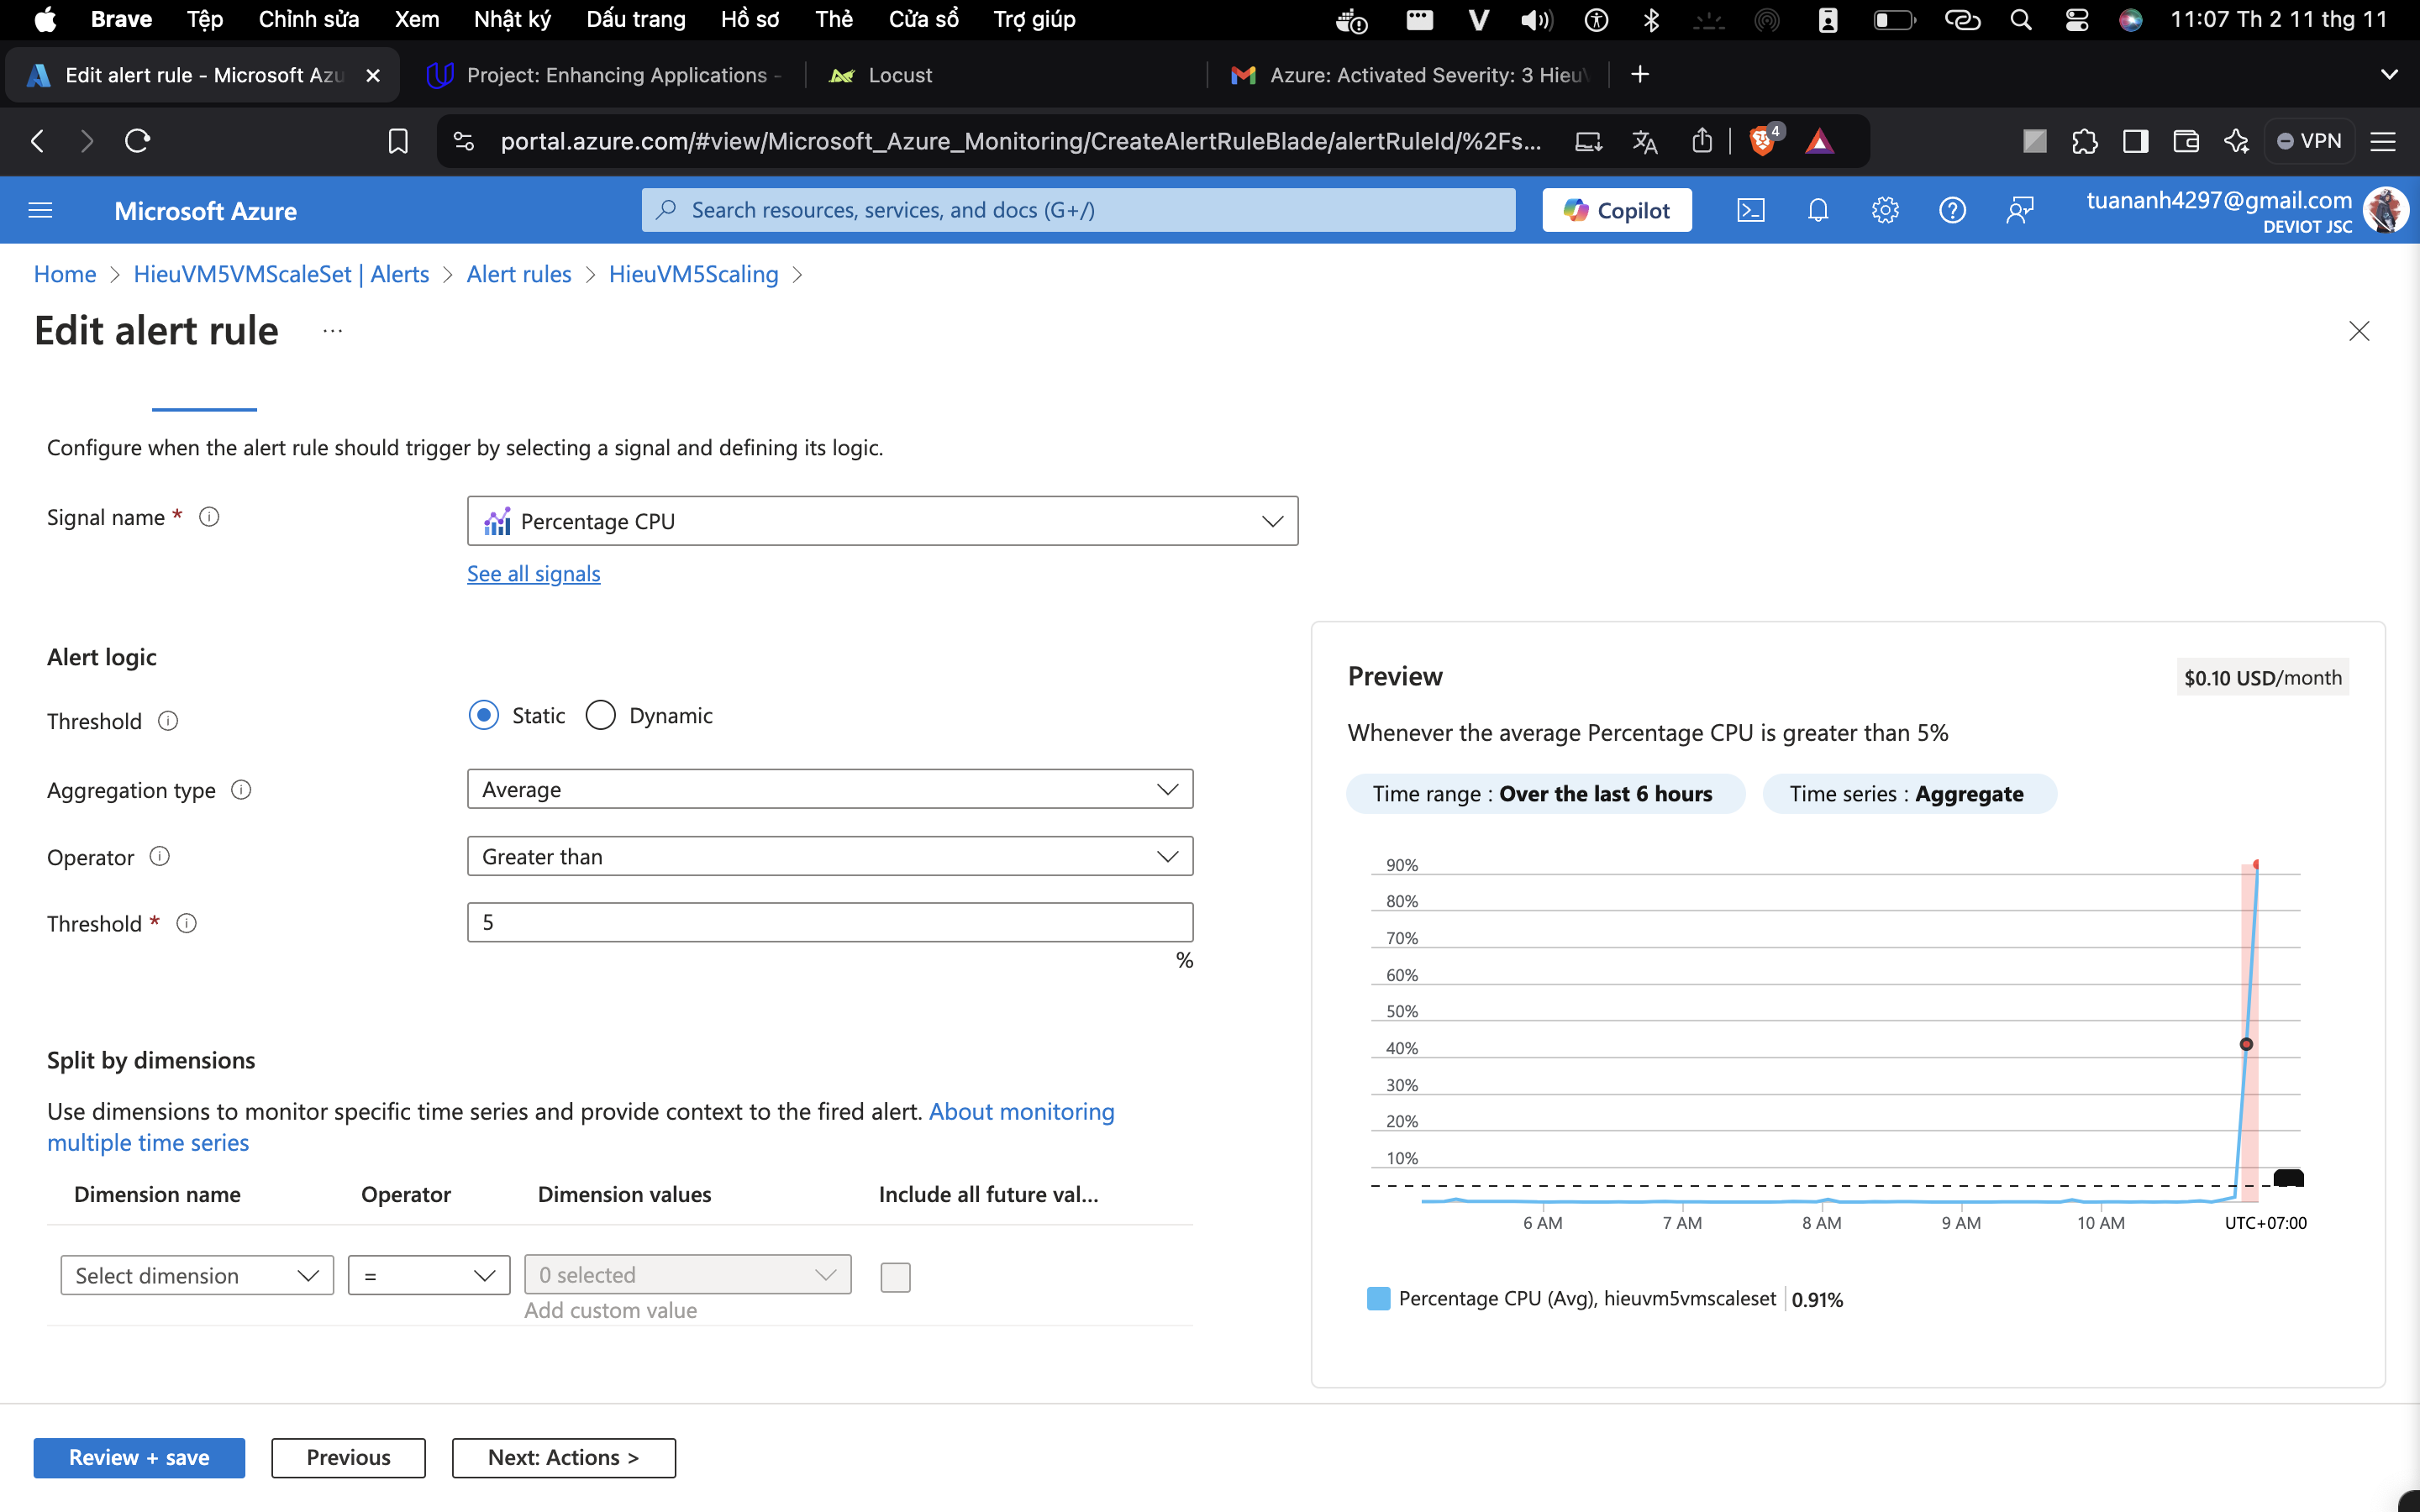 Brave Tệp Chỉnh sửa Xem Nhật ký Dấu trang Hồ sơ Thẻ Cửa sổ Trợ giúp 11:07 Th 2 11 thg 11
Edit alert rule - Microsoft Azu Project: Enhancing Applications - Locust Azure: Activated Severity: 3 HieuV
portal.azure.com/#view/Microsoft_Azure_Monitoring/CreateAlertRuleBlade/alertRuleId/%2Fs... 4 VPN
Microsoft Azure Search resources, services, and docs (G+/) Copilot tuananh4297@gmail.com
DEVIOT JSC
Home > HieuVM5VMScaleSet | Alerts > Alert rules > HieuVM5Scaling >
Edit alert rule ...
Configure when the alert rule should trigger by selecting a signal and defining its logic.
Signal name * Percentage CPU
See all signals
Alert logic
Threshold Static Dynamic
Aggregation type Average
Operator Greater than
Threshold * 5
%
Split by dimensions
Use dimensions to monitor specific time series and provide context to the fired alert. About monitoring
multiple time series
Dimension name Operator Dimension values Include all future val...
Select dimension = 0 selected
Add custom value
Preview $0.10 USD/month
Whenever the average Percentage CPU is greater than 5%
Time range : Over the last 6 hours Time series : Aggregate
90%
80%
70%
60%
50%
40%
30%
20%
10%
6 AM 7 AM 8 AM 9 AM 10 AM UTC+07:00
Percentage CPU (Avg), hieuvm5vmscaleset 0.91%
Review + save Previous Next: Actions >